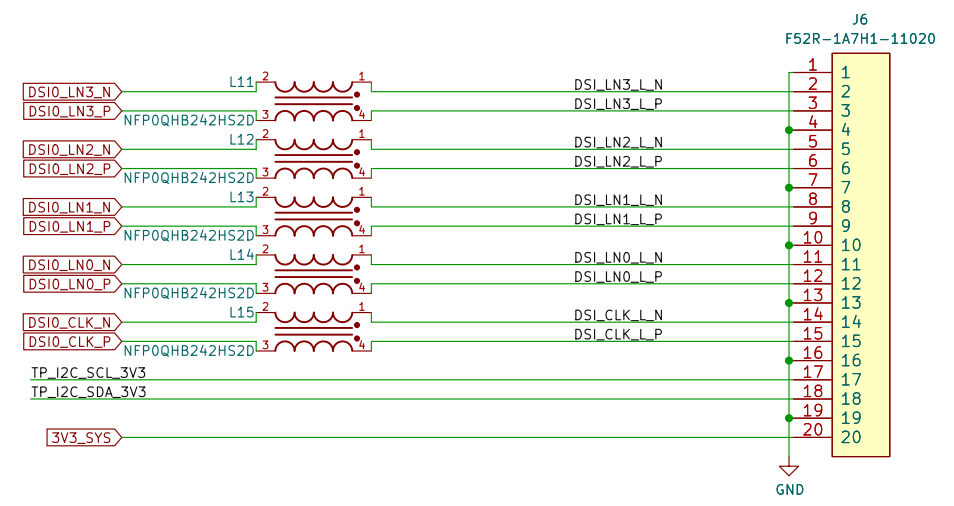 J6
F52R-1A7H1-11020
1 1
L11 2 1
DSI0_LN3_N DSI_LN3_L_N 2 2
DSI0_LN3_P DSI_LN3_L_P 3 3
NFP0QHB242HS2D 3 4
4 4
L12 2 1
DSI0_LN2_N DSI_LN2_L_N 5 5
DSI0_LN2_P DSI_LN2_L_P 6 6
NFP0QHB242HS2D 3 4
7 7
L13 2 1
DSI0_LN1_N DSI_LN1_L_N 8 8
DSI0_LN1_P DSI_LN1_L_P 9 9
NFP0QHB242HS2D 3 4
10 10
L14 2 1
DSI0_LN0_N DSI_LN0_L_N 11 11
DSI0_LN0_P DSI_LN0_L_P 12 12
NFP0QHB242HS2D 3 4
13 13
L15 2 1
DSI0_CLK_N DSI_CLK_L_N 14 14
DSI0_CLK_P DSI_CLK_L_P 15 15
NFP0QHB242HS2D 3 4
16 16
TP_I2C_SCL_3V3 17 17
TP_I2C_SDA_3V3 18 18
19 19
3V3_SYS 20 20
GND